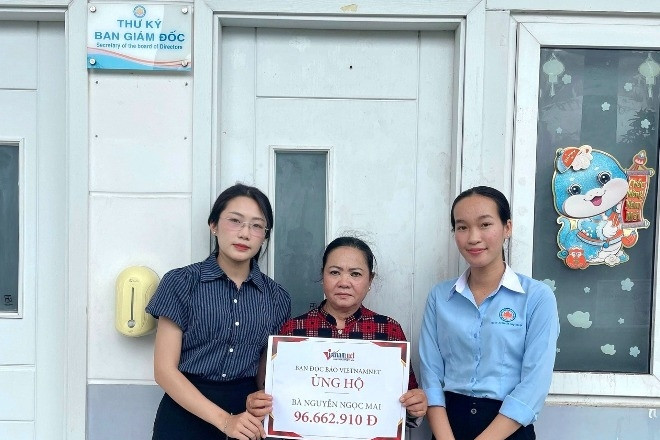 THƯ KÝ
BAN GIÁM ĐỐC
Secretary of the board of Directors
Vietnamnet
BẠN ĐỌC BÁO VIETNAMNET
ỦNG HỘ
BÀ NGUYỄN NGỌC MAI
96.662.910 Đ